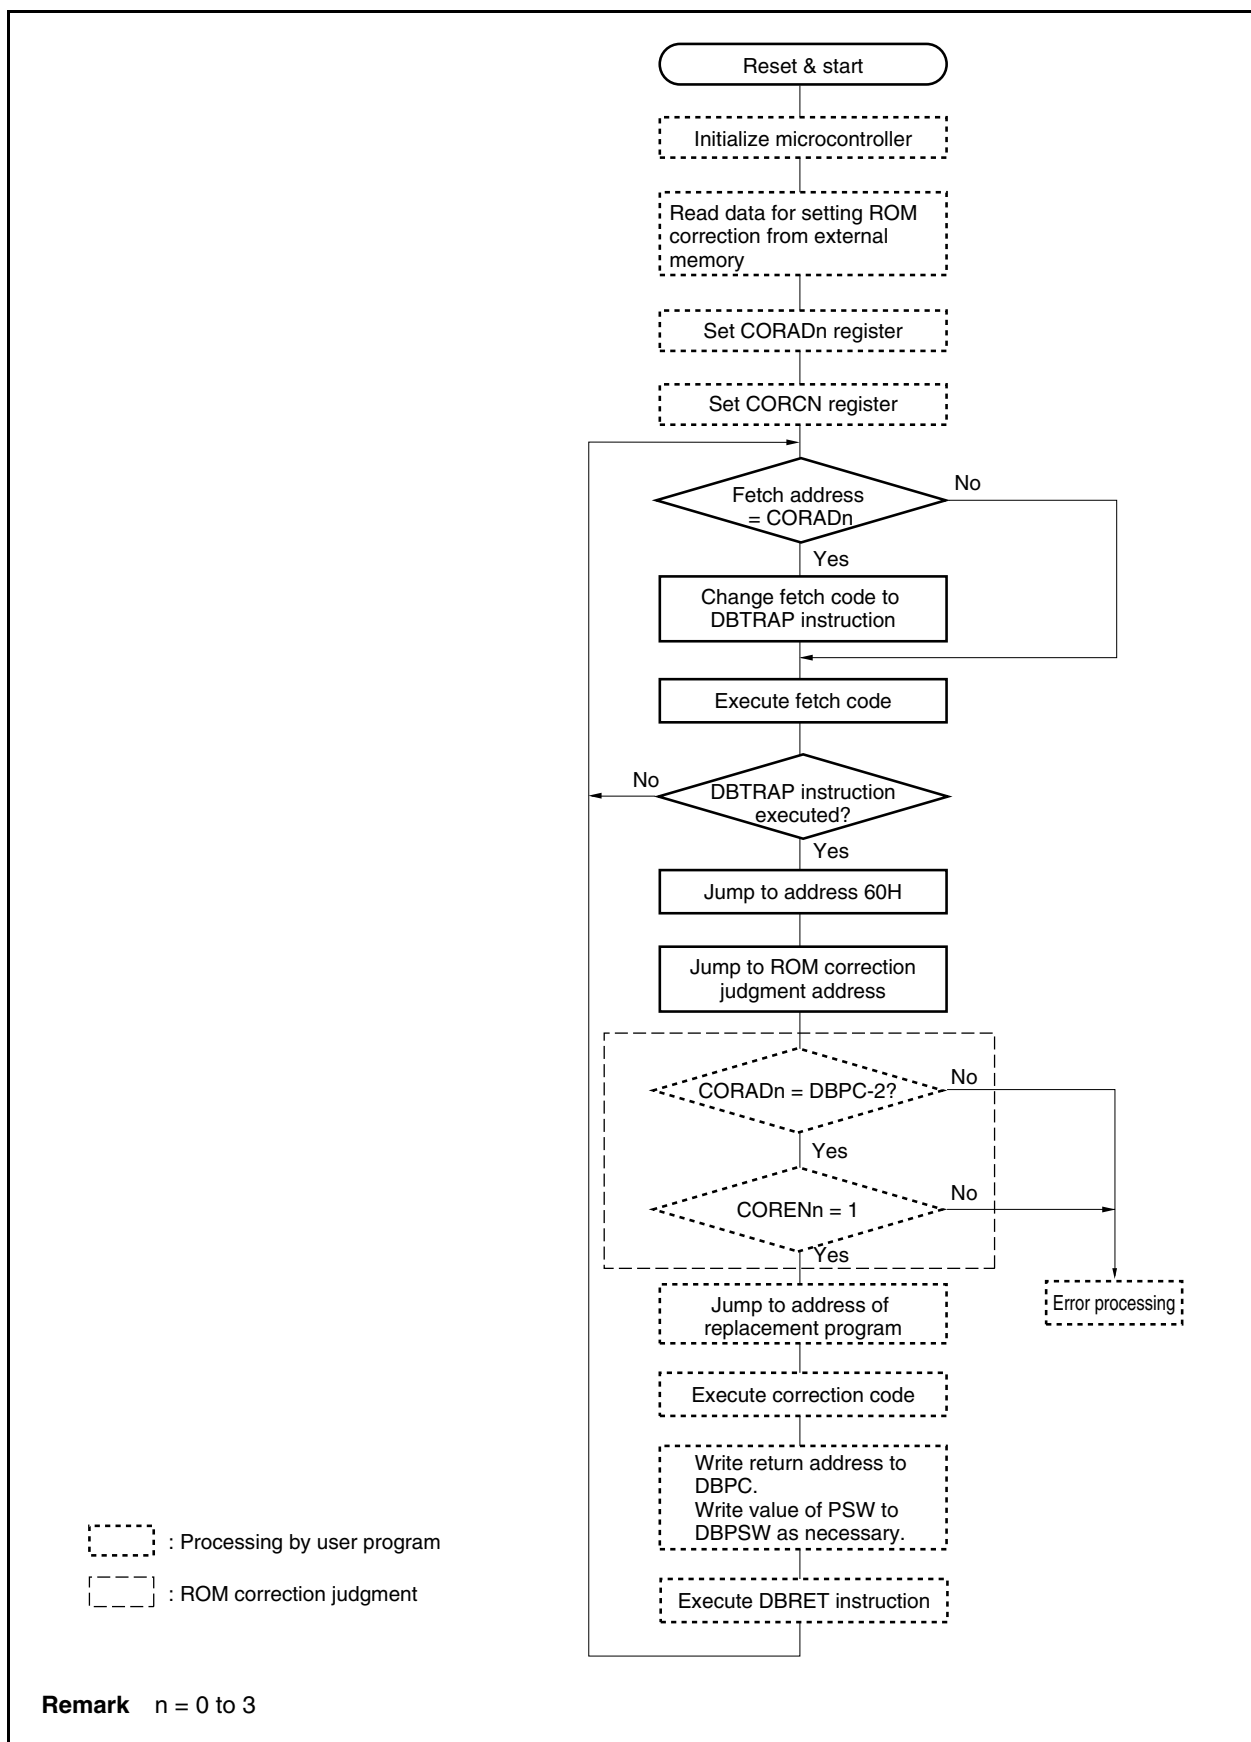 Reset & start
Initialize microcontroller
Read data for setting ROM
correction from external
memory
Set CORADn register
Set CORCN register
Fetch address
= CORADn
No
Yes
Change fetch code to
DBTRAP instruction
Execute fetch code
No
DBTRAP instruction
executed?
Yes
Jump to address 60H
Jump to ROM correction
judgment address
CORADn = DBPC-2?
No
Yes
CORENn = 1
No
Yes
Jump to address of
replacement program
Error processing
Execute correction code
Write return address to
DBPC.
Write value of PSW to
DBPSW as necessary.
: Processing by user program
: ROM correction judgment
Execute DBRET instruction
Remark n = 0 to 3